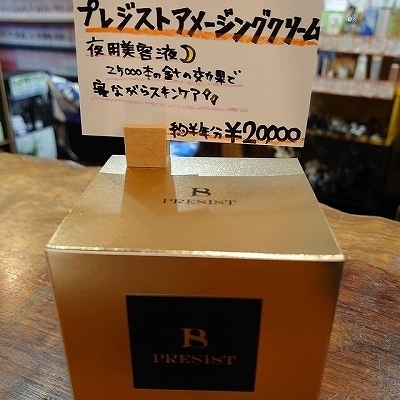 プレジストアメージングクリーム
夜用美容液🌙
25000本の針の効果で
寝ながらスキンケア
約半年分 ¥20000
B
PRESIST
B
PRESIST